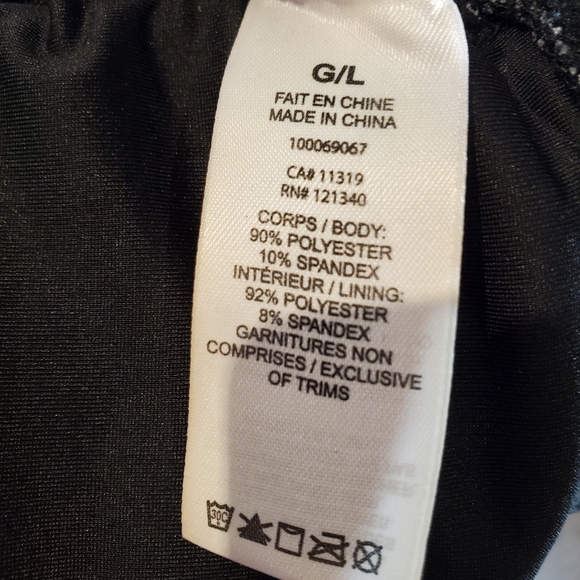 G/L
FAIT EN CHINE
MADE IN CHINA
100069067
CA# 11319
RN# 121340
CORPS / BODY:
90% POLYESTER
10% SPANDEX
INTÉRIEUR / LINING:
92% POLYESTER
8% SPANDEX
GARNITURES NON
COMPRISES / EXCLUSIVE
OF TRIMS
30C